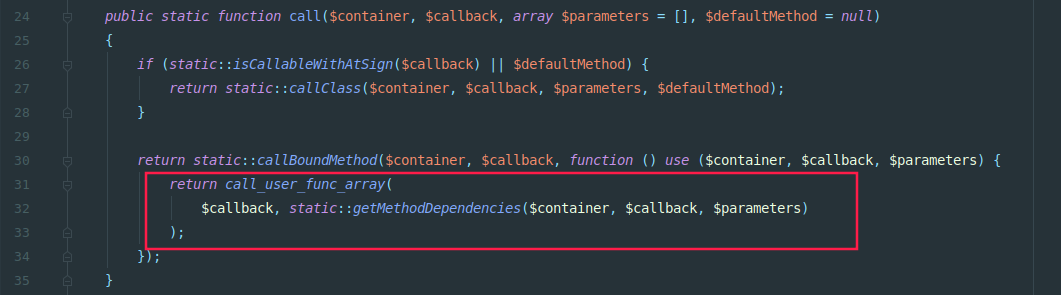 24 public static function call($container, $callback, array $parameters = [], $defaultMethod = null)
25 {
26 if (static::isCallableWithAtSign($callback) || $defaultMethod) {
27 return static::callClass($container, $callback, $parameters, $defaultMethod);
28 }
29
30 return static::callBoundMethod($container, $callback, function () use ($container, $callback, $parameters) {
31 return call_user_func_array(
32 $callback, static::getMethodDependencies($container, $callback, $parameters)
33 );
34 });
35 }